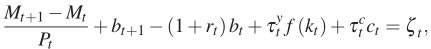 \frac{M_{t+1} - M_t}{P_t} + b_{t+1} - (1 + r_t) b_t + \tau_t^y f(k_t) + \tau_t^c c_t = \zeta_t,